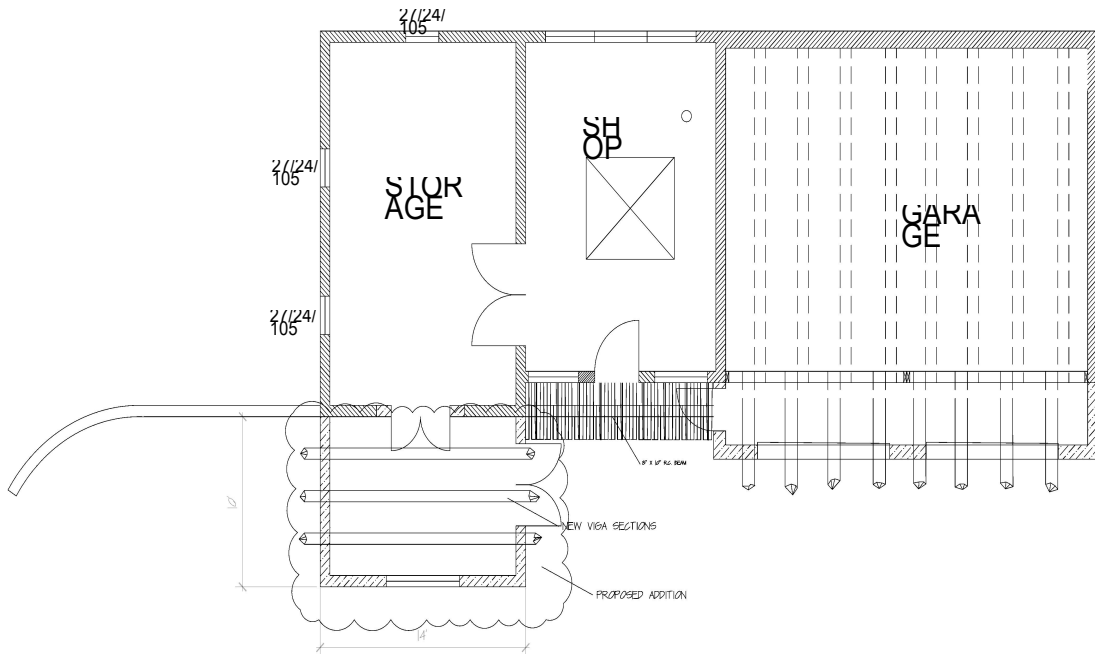 27/24/
105
SH
OP
27/24/
105
STOR
AGE
GARA
GE
27/24/
105
8" X 10" R.C. BEAM
10'
NEW VIGA SECTIONS
PROPOSED ADDITION
14'